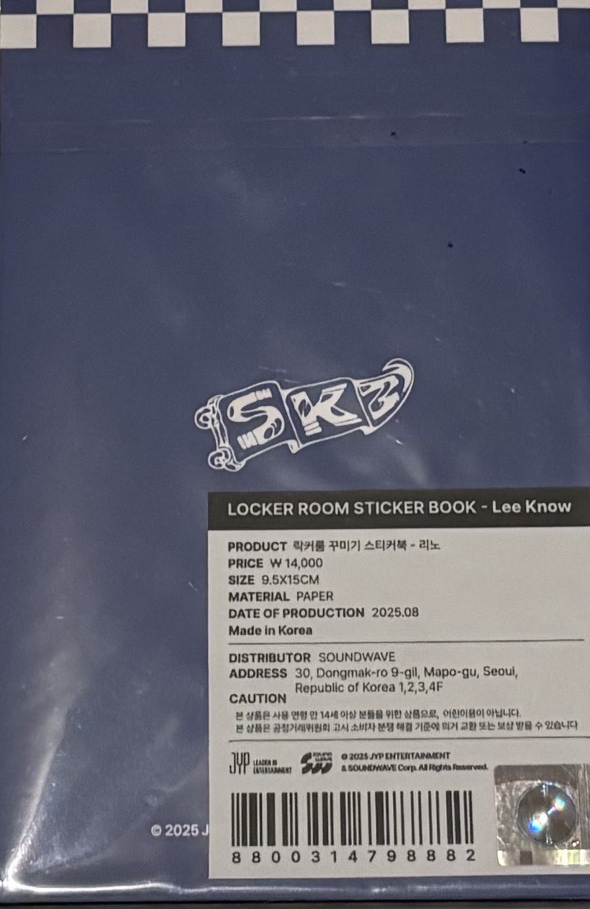 SKZ
LOCKER ROOM STICKER BOOK - Lee Know
PRODUCT 락커룸 꾸미기 스티커북 - 리노
PRICE ₩ 14,000
SIZE 9.5X15CM
MATERIAL PAPER
DATE OF PRODUCTION 2025.08
Made in Korea
DISTRIBUTOR SOUNDWAVE
ADDRESS 30, Dongmak-ro 9-gil, Mapo-gu, Seoul,
Republic of Korea 1,2,3,4F
CAUTION
본 상품은 사용 연령 만 14세 이상 분들을 위한 상품으로, 어린이용이 아닙니다.
본 상품은 공정거래위원회 고시 소비자 분쟁 해결 기준에 의거 교환 또는 보상 받을 수 있습니다
JYP LEADER IN ENTERTAINMENT
© 2025 JYP ENTERTAINMENT
& SOUNDWAVE Corp. All Rights Reserved.
© 2025 J
8800314798882